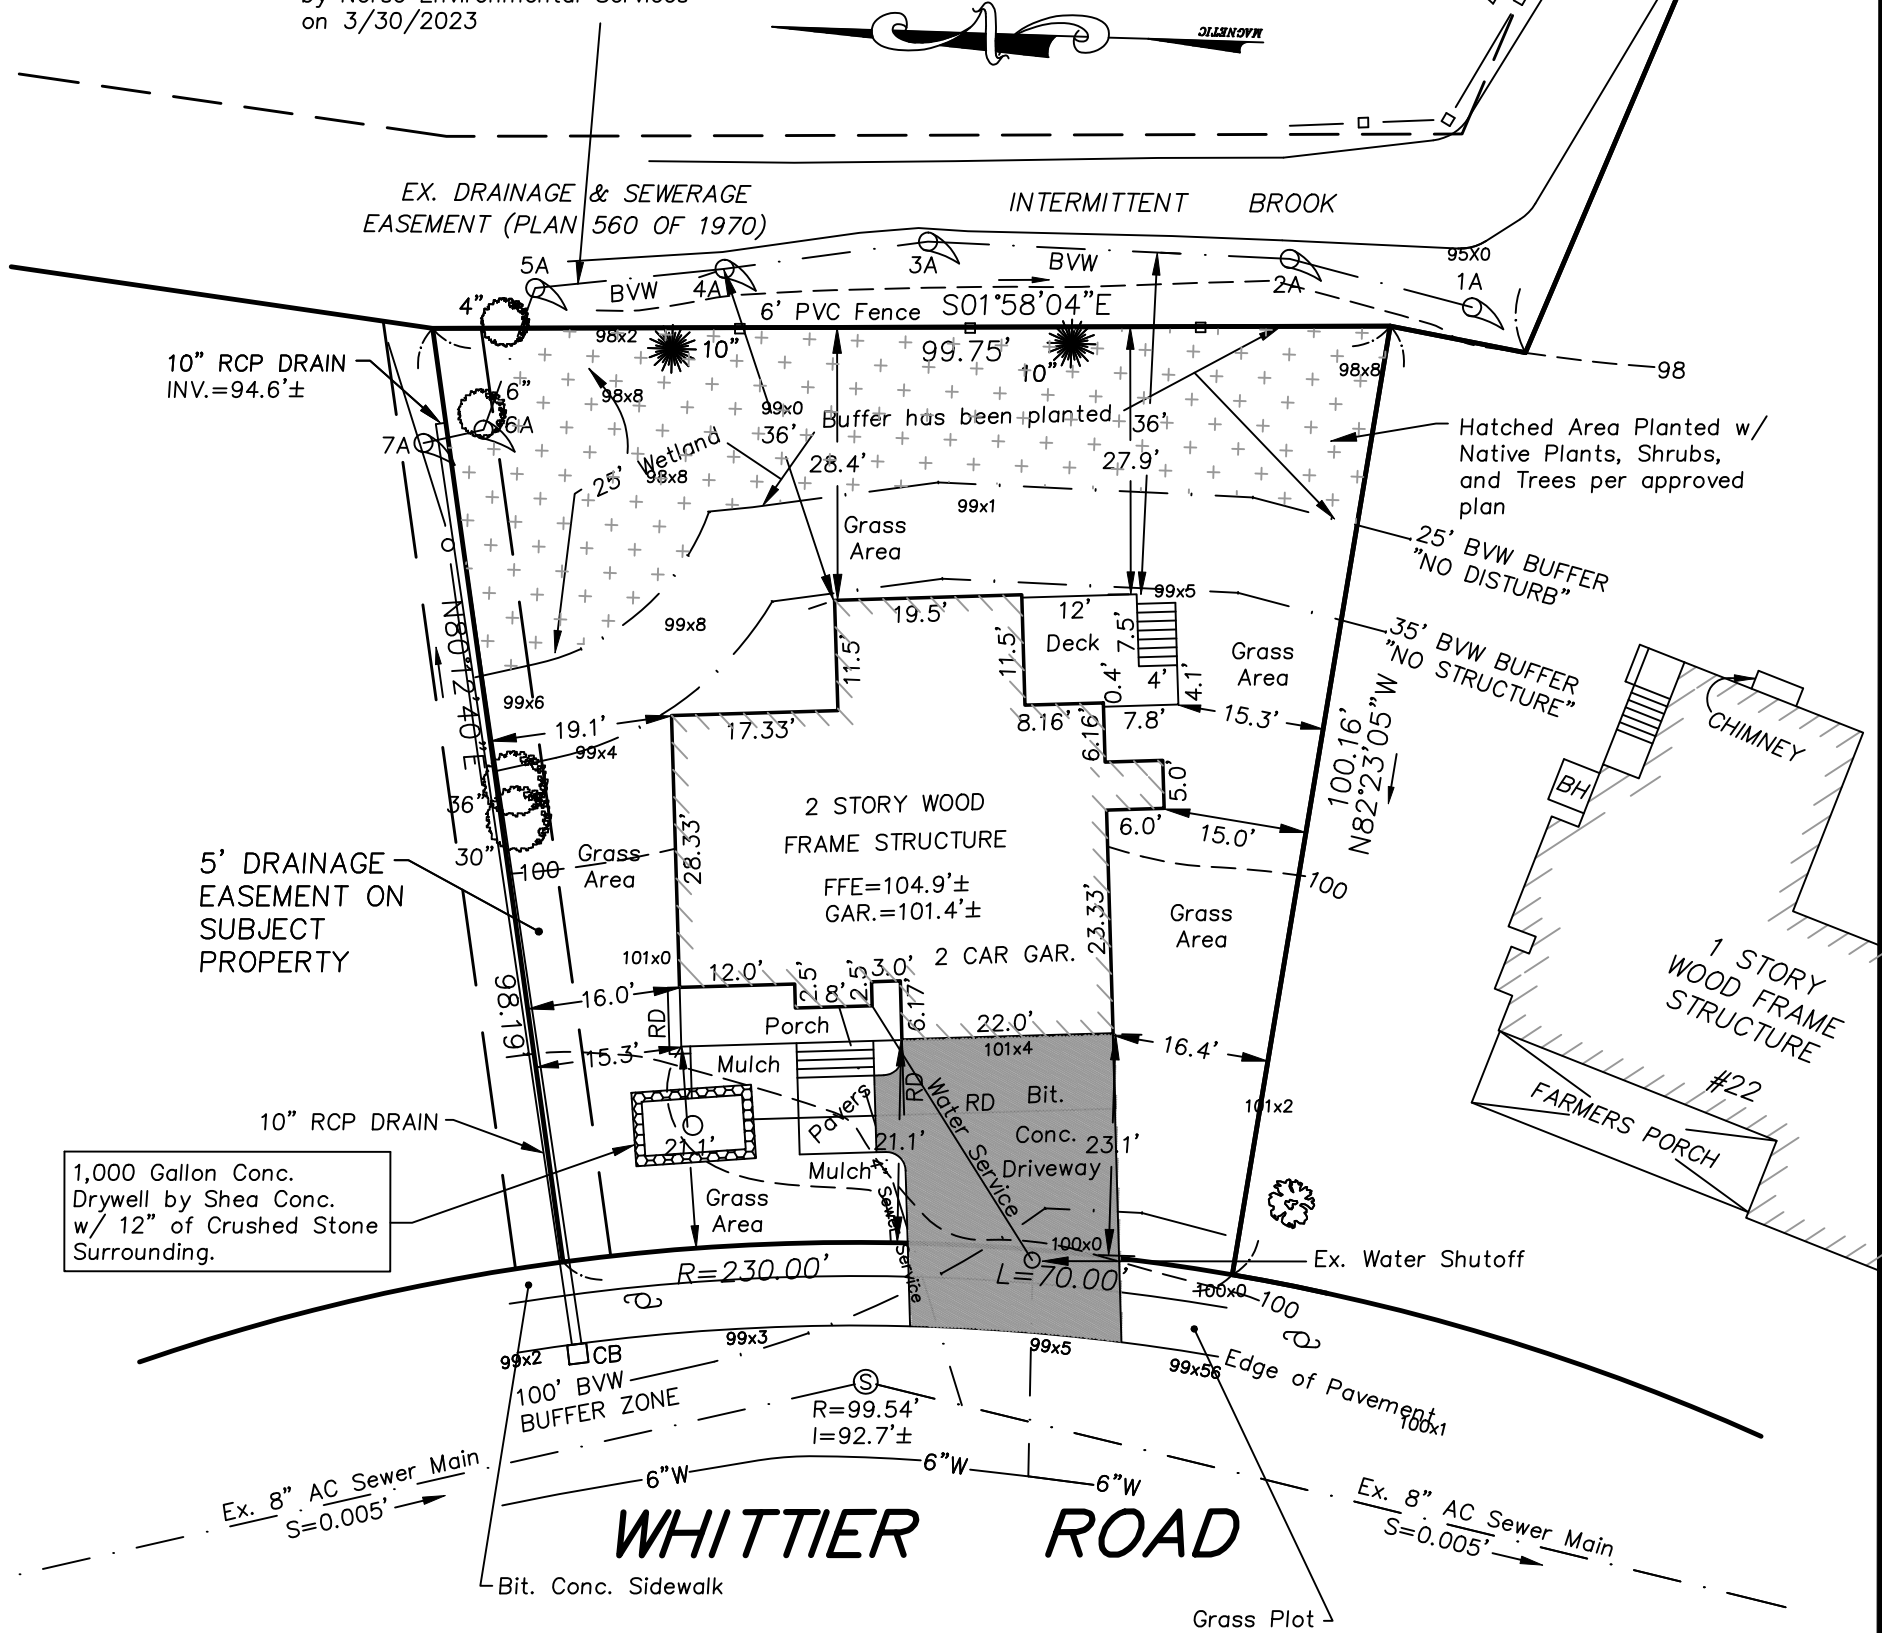 on 3/30/2023
MAGNETIC
EX. DRAINAGE & SEWERAGE
EASEMENT (PLAN 560 OF 1970)
INTERMITTENT BROOK
5A
4A
3A
2A
1A
95X0
BVW
BVW
4"
6' PVC Fence
S01°58'04"E
99.75'
98x2
10"
10"
98x8
98
10" RCP DRAIN
INV.=94.6'±
6"
6A
7A
98x8
99x0
36'
Buffer has been planted
36'
25' Wetland
98x8
28.4'
27.9'
99x1
Hatched Area Planted w/
Native Plants, Shrubs,
and Trees per approved
plan
Grass
Area
25' BVW BUFFER
"NO DISTURB"
35' BVW BUFFER
"NO STRUCTURE"
99x5
19.5'
12'
Deck
7.5'
11.5'
11.5'
0.4'
4'
4.1'
Grass
Area
99x8
99x6
N80°12'40"E
98.19'
19.1'
17.33'
8.16'
7.8'
6.16'
15.3'
99x4
100.16'
N82°23'05"W
CHIMNEY
BH
36"
30"
2 STORY WOOD
FRAME STRUCTURE
FFE=104.9'±
GAR.=101.4'±
5.0'
6.0'
15.0'
28.33'
23.33'
100
Grass
Area
100
5' DRAINAGE
EASEMENT ON
SUBJECT
PROPERTY
Grass
Area
1 STORY
WOOD FRAME
STRUCTURE
#22
FARMERS PORCH
101x0
12.0'
2.5'
8'
2.5'
3.0'
2 CAR GAR.
6.17'
16.0'
RD
Porch
22.0'
101x4
16.4'
15.3'
Mulch
Pavers
RD
RD
Water Service
Bit.
Conc.
Driveway
101x2
10" RCP DRAIN
21.1'
21.1'
23.1'
Mulch
4" Sewer Service
Grass
Area
1,000 Gallon Conc.
Drywell by Shea Conc.
w/ 12" of Crushed Stone
Surrounding.
100x0
Ex. Water Shutoff
R=230.00'
L=70.00'
100x0
100
99x2
CB
99x3
99x5
99x56
Edge of Pavement
100x1
100' BVW
BUFFER ZONE
S
R=99.54'
I=92.7'±
Ex. 8" AC Sewer Main
S=0.005'
6"W
6"W
6"W
Ex. 8" AC Sewer Main
S=0.005'
WHITTIER ROAD
Bit. Conc. Sidewalk
Grass Plot